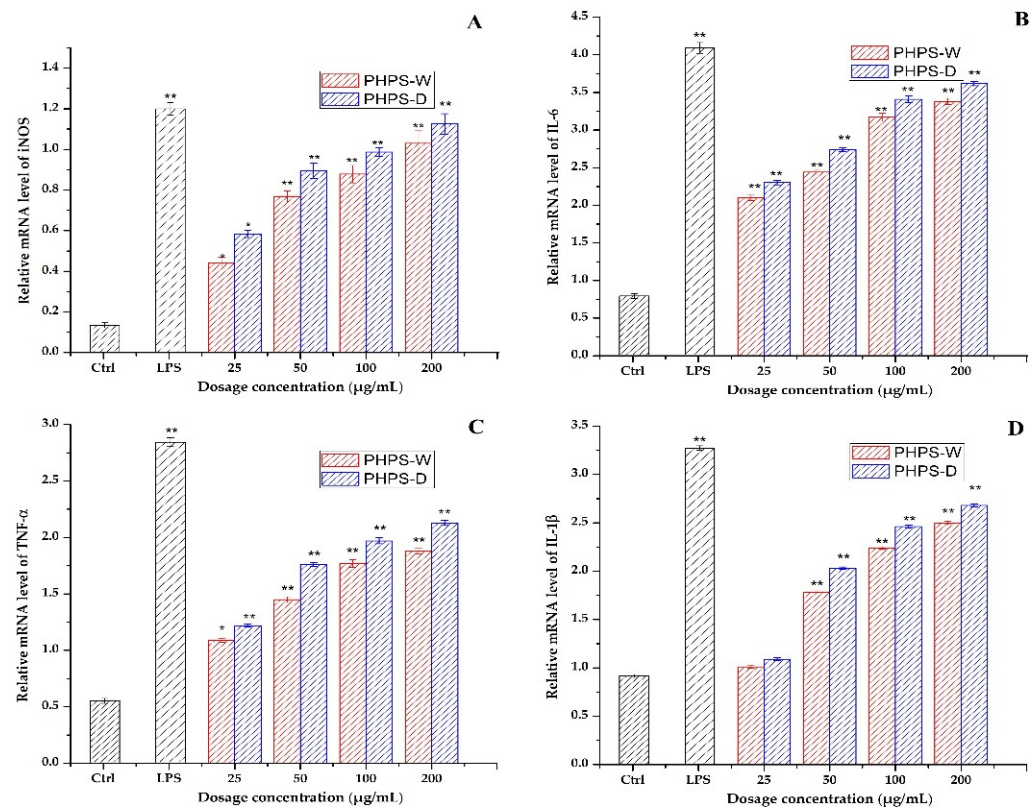 A
Relative mRNA level of iNOS
1.4
1.2
1.0
0.8
0.6
0.4
0.2
0.0
PHPS-W
PHPS-D
**
*
*
**
**
**
**
**
**
Ctrl LPS 25 50 100 200
Dosage concentration (µg/mL)
B
Relative mRNA level of IL-6
4.5
4.0
3.5
3.0
2.5
2.0
1.5
1.0
0.5
0.0
PHPS-W
PHPS-D
**
**
**
**
**
**
**
**
**
Ctrl LPS 25 50 100 200
Dosage concentration (µg/mL)
C
Relative mRNA level of TNF-α
3.0
2.5
2.0
1.5
1.0
0.5
0.0
PHPS-W
PHPS-D
**
*
**
**
**
**
**
**
**
Ctrl LPS 25 50 100 200
Dosage concentration (µg/mL)
D
Relative mRNA level of IL-1β
3.5
3.0
2.5
2.0
1.5
1.0
0.5
0.0
PHPS-W
PHPS-D
**
**
**
**
**
**
**
Ctrl LPS 25 50 100 200
Dosage concentration (µg/mL)